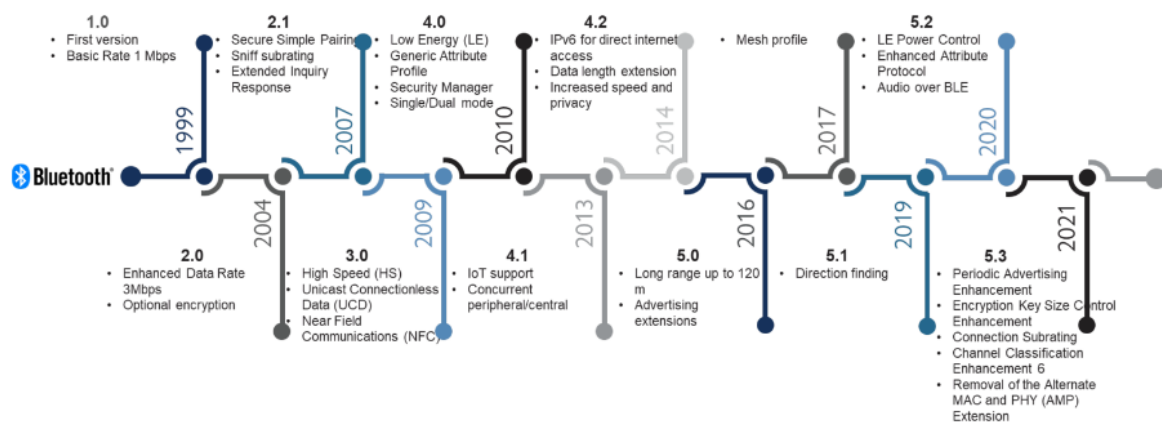 1.0
• First version
• Basic Rate 1 Mbps
1999
2.0
• Enhanced Data Rate
3Mbps
• Optional encryption
2004
2.1
• Secure Simple Pairing
• Sniff subrating
• Extended Inquiry
Response
2007
3.0
• High Speed (HS)
• Unicast Connectionless
Data (UCD)
• Near Field
Communications (NFC)
2009
4.0
• Low Energy (LE)
• Generic Attribute
Profile
• Security Manager
• Single/Dual mode
2010
4.1
• IoT support
• Concurrent
peripheral/central
2013
4.2
• IPv6 for direct internet
access
• Data length extension
• Increased speed and
privacy
2014
5.0
• Long range up to 120
m
• Advertising
extensions
2016
• Mesh profile
2017
5.1
• Direction finding
2019
5.2
• LE Power Control
• Enhanced Attribute
Protocol
• Audio over BLE
2020
5.3
• Periodic Advertising
Enhancement
• Encryption Key Size Control
Enhancement
• Connection Subrating
• Channel Classification
Enhancement 6
• Removal of the Alternate
MAC and PHY (AMP)
Extension
2021
Bluetooth®